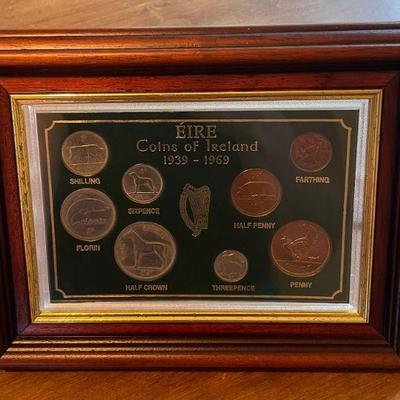 ÉIRE
Coins of Ireland
1939 - 1969
SHILLING
SIXPENCE
FARTHING
FLORIN
HALF PENNY
HALF CROWN
THREEPENCE
PENNY